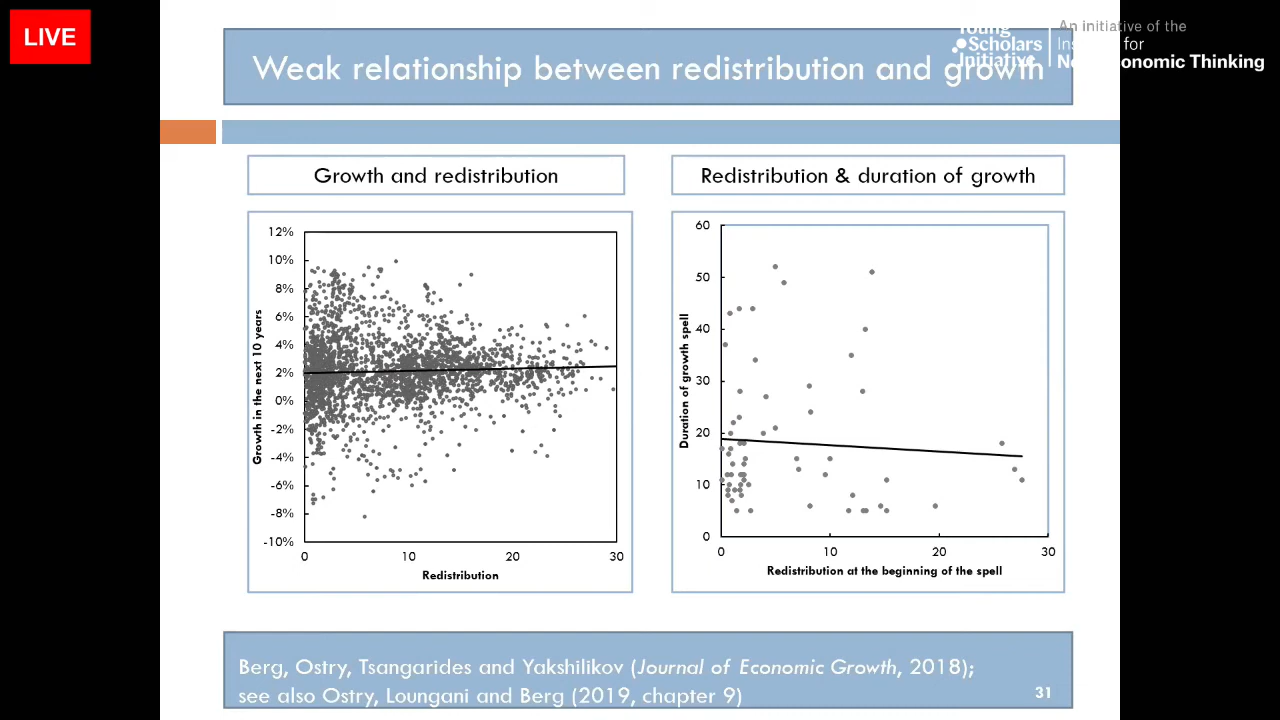 LIVE
Young
Scholars
Initiative
An initiative of the
for
onomic Thinking
Weak relationship between redistribution and growth
Growth and redistribution
Redistribution & duration of growth
12%
10%
8%
6%
4%
2%
0%
-2%
-4%
-6%
-8%
-10%
Growth in the next 10 years
0 10 20 30
Redistribution
60
50
40
30
20
10
0
Duration of growth spell
0 10 20 30
Redistribution at the beginning of the spell
Berg, Ostry, Tsangarides and Yakshilikov (Journal of Economic Growth, 2018);
see also Ostry, Loungani and Berg (2019, chapter 9)
31